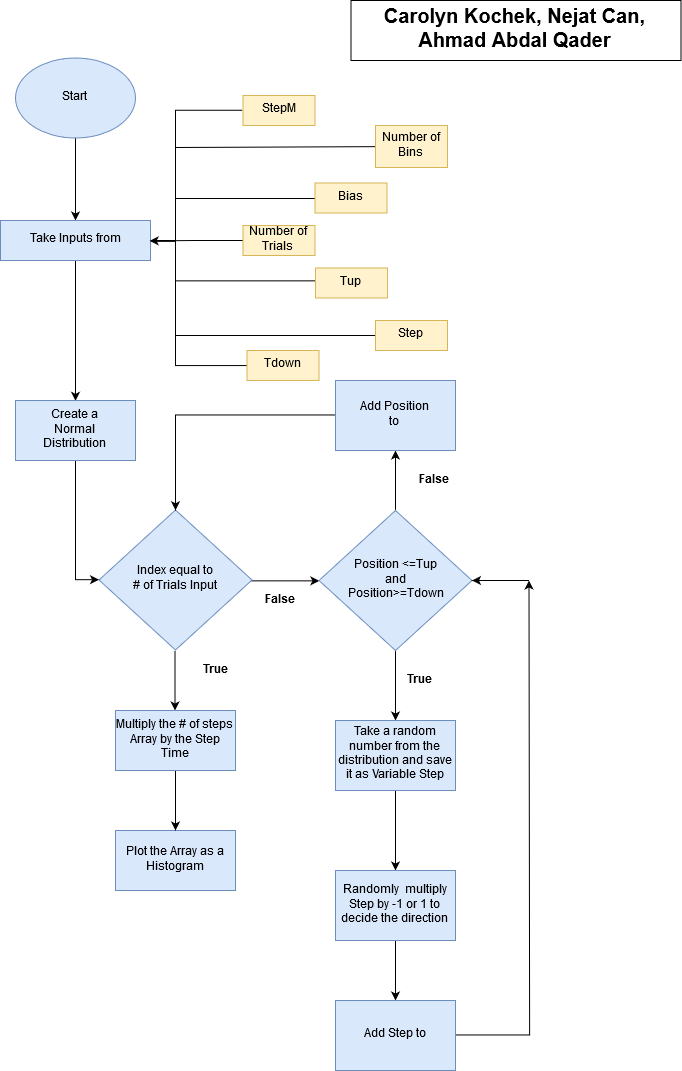 Carolyn Kochek, Nejat Can,
Ahmad Abdal Qader
Start
StepM
Number of
Bins
Bias
Take Inputs from
Number of
Trials
Tup
Step
Tdown
Create a
Normal
Distribution
Add Position
to
False
Index equal to
# of Trials Input
False
Position <=Tup
and
Position>=Tdown
True
True
Multiply the # of steps
Array by the Step
Time
Take a random
number from the
distribution and save
it as Variable Step
Plot the Array as a
Histogram
Randomly multiply
Step by -1 or 1 to
decide the direction
Add Step to